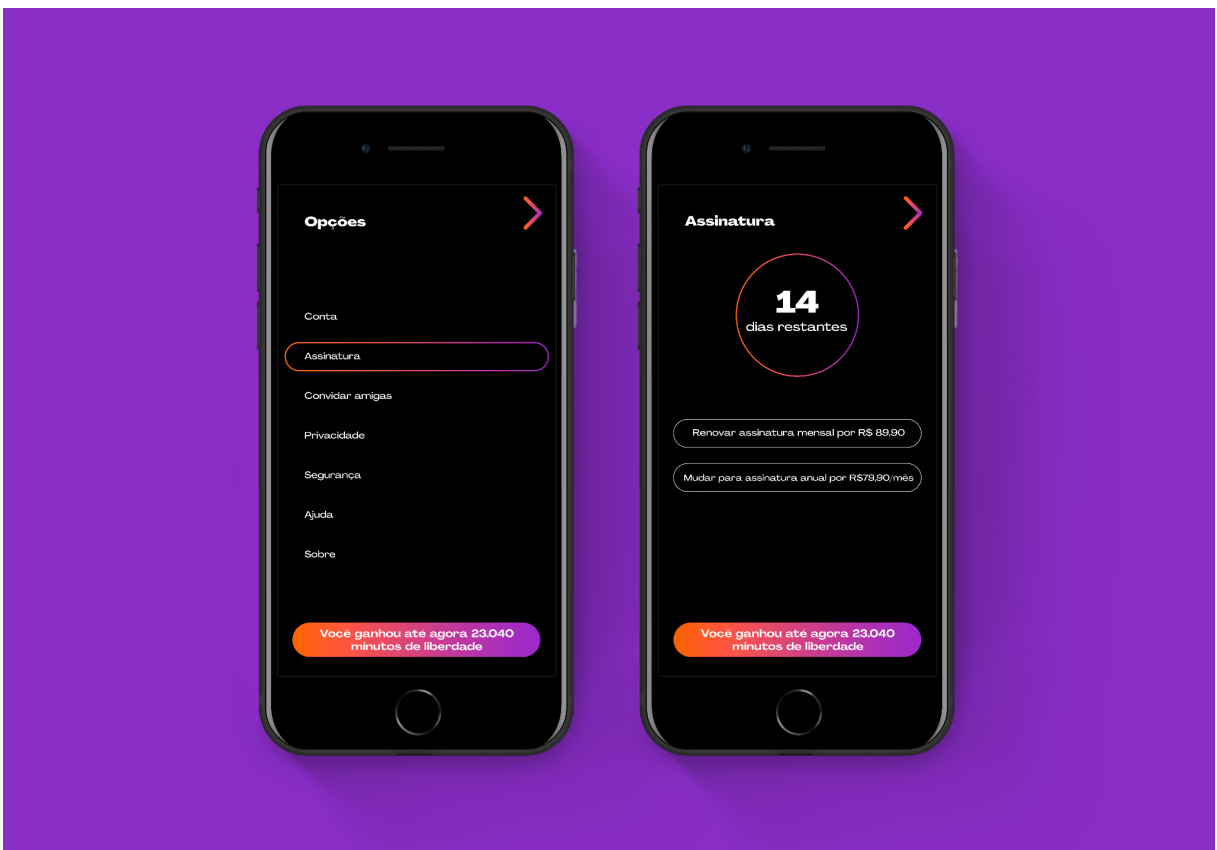 Opções
Conta
Assinatura
Convidar amigas
Privacidade
Segurança
Ajuda
Sobre
Você ganhou até agora 23.040
minutos de liberdade
Assinatura
14
dias restantes
Renovar assinatura mensal por R$ 89,90
Mudar para assinatura anual por R$79,90/mês
Você ganhou até agora 23.040
minutos de liberdade